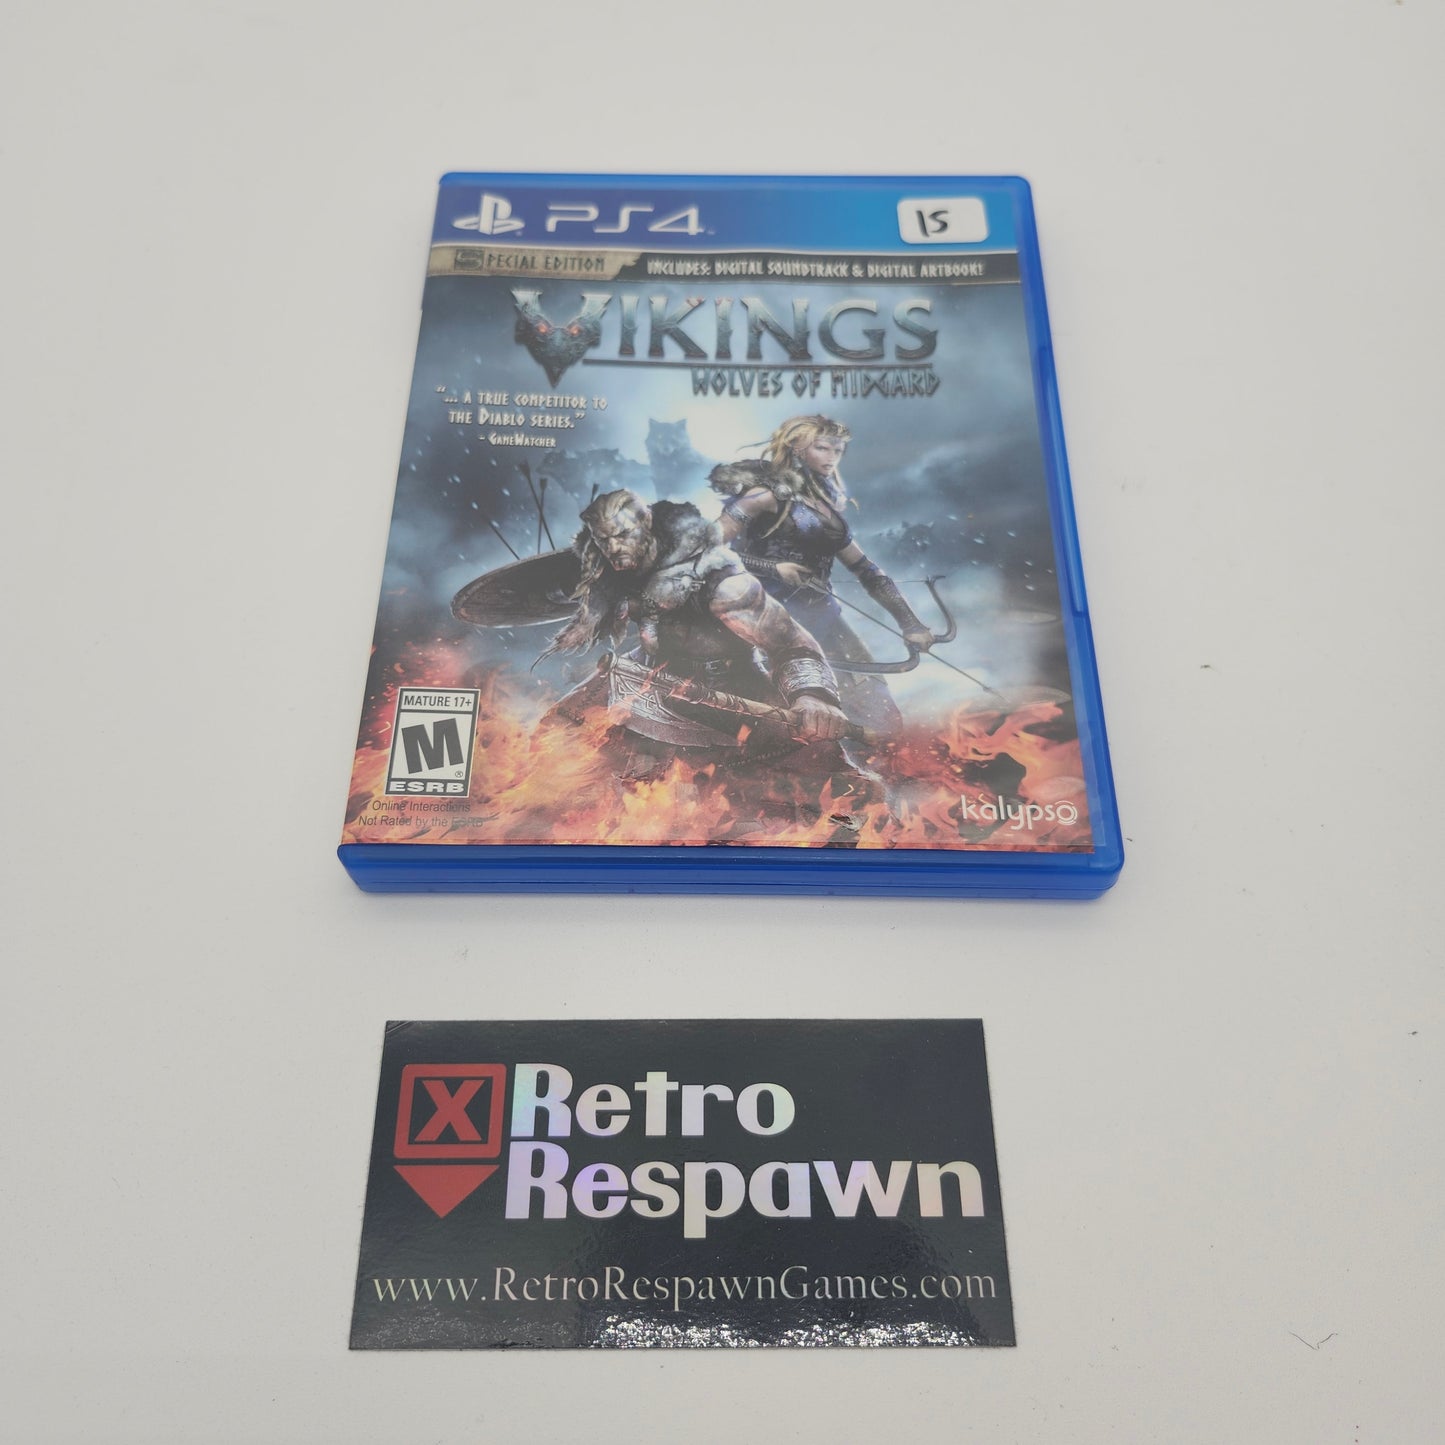 PS4
15
SPECIAL EDITION
INCLUDES: DIGITAL SOUNDTRACK & DIGITAL ARTBOOK!
VIKINGS
WOLVES OF MIDGARD
"... A TRUE COMPETITOR TO
THE DIABLO SERIES."
- GAMEWATCHER
MATURE 17+
M
ESRB
Online Interactions
Not Rated by the ESRB
kalypso
X Retro
Respawn
www.RetroRespawnGames.com